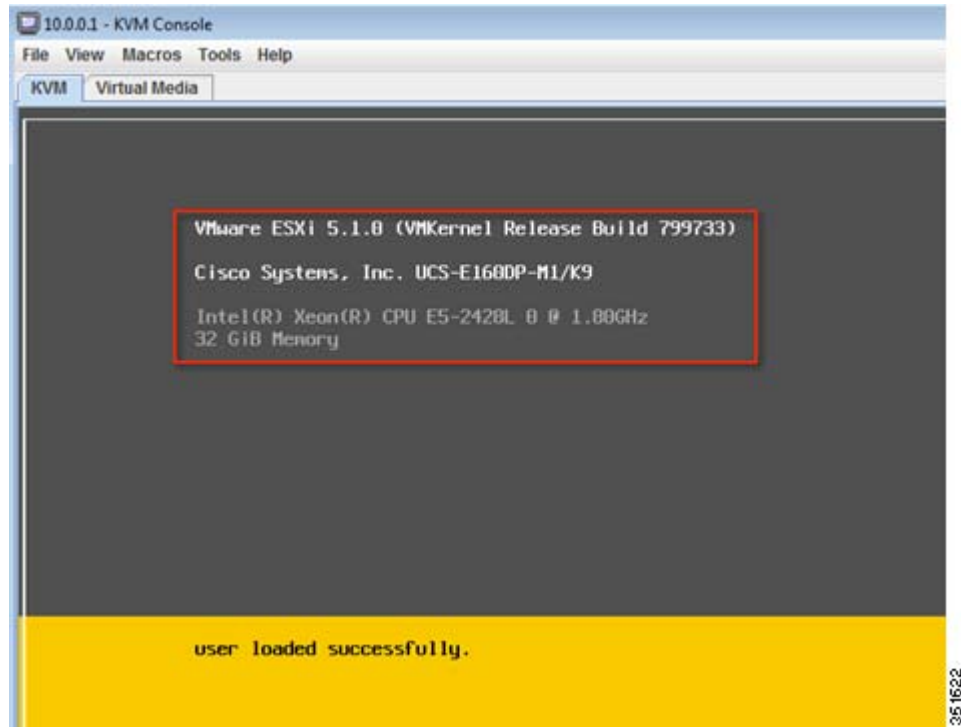 10.0.0.1 - KVM Console
File View Macros Tools Help
KVM Virtual Media
VMware ESXi 5.1.0 (VMKernel Release Build 799733)
Cisco Systems, Inc. UCS-E160DP-M1/K9
Intel(R) Xeon(R) CPU E5-2428L 0 @ 1.80GHz
32 GiB Memory
user loaded successfully.
351522